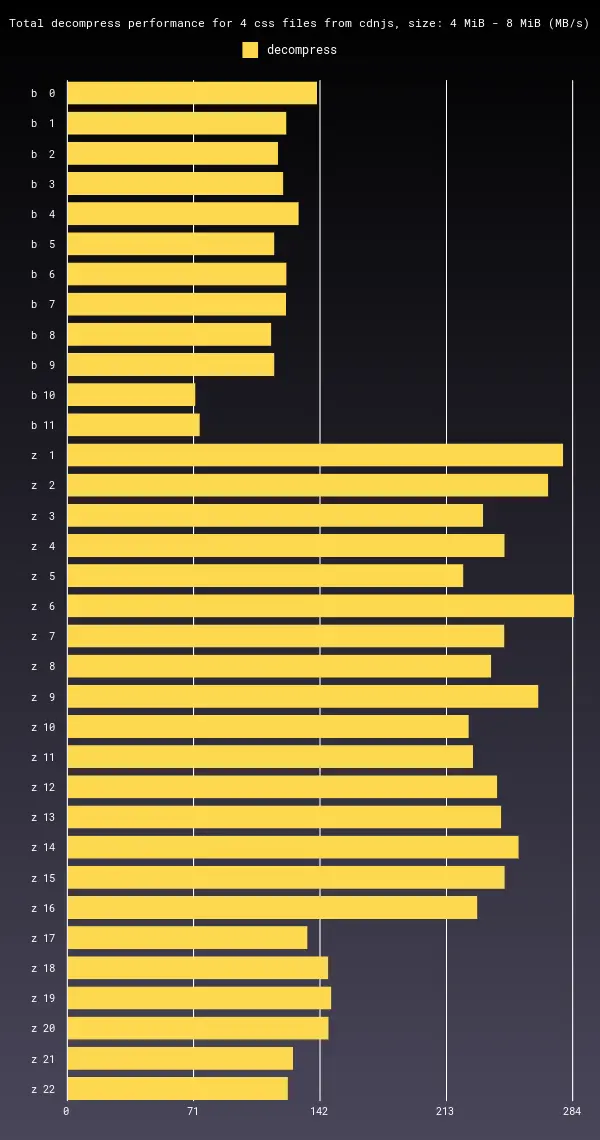 Total decompress performance for 4 css files from cdnjs, size: 4 MiB - 8 MiB (MB/s)
decompress
b 0
b 1
b 2
b 3
b 4
b 5
b 6
b 7
b 8
b 9
b 10
b 11
z 1
z 2
z 3
z 4
z 5
z 6
z 7
z 8
z 9
z 10
z 11
z 12
z 13
z 14
z 15
z 16
z 17
z 18
z 19
z 20
z 21
z 22
0 71 142 213 284